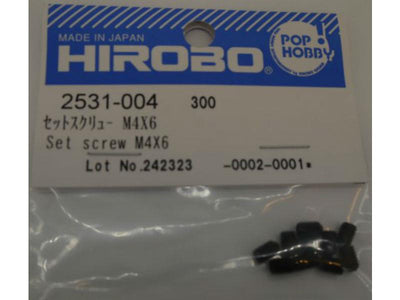 MADE IN JAPAN
HIROBO®
POP
HOBBY!
2531-004 300
セットスクリュー M4X6
Set screw M4X6
Lot No.242323 -0002-0001*